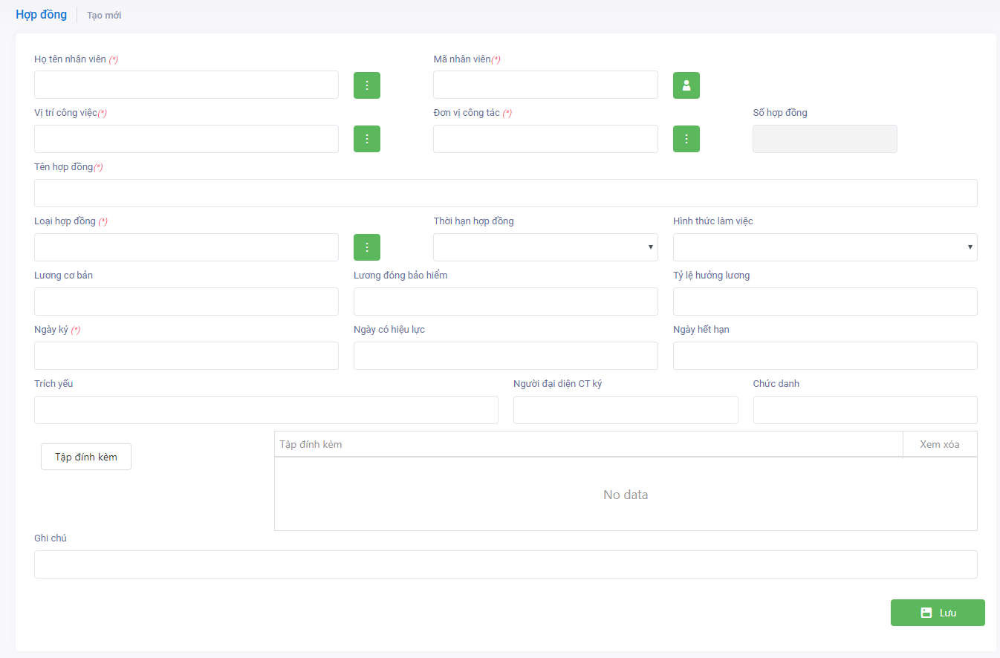 Hợp đồng Tạo mới
Họ tên nhân viên (*) Mã nhân viên(*)
Vị trí công việc(*) Đơn vị công tác (*) Số hợp đồng
Tên hợp đồng(*)
Loại hợp đồng (*) Thời hạn hợp đồng Hình thức làm việc
Lương cơ bản Lương đóng bảo hiểm Tỷ lệ hưởng lương
Ngày ký (*) Ngày có hiệu lực Ngày hết hạn
Trích yếu Người đại diện CT ký Chức danh
Tập đính kèm Tập đính kèm Xem xóa
No data
Ghi chú
Lưu